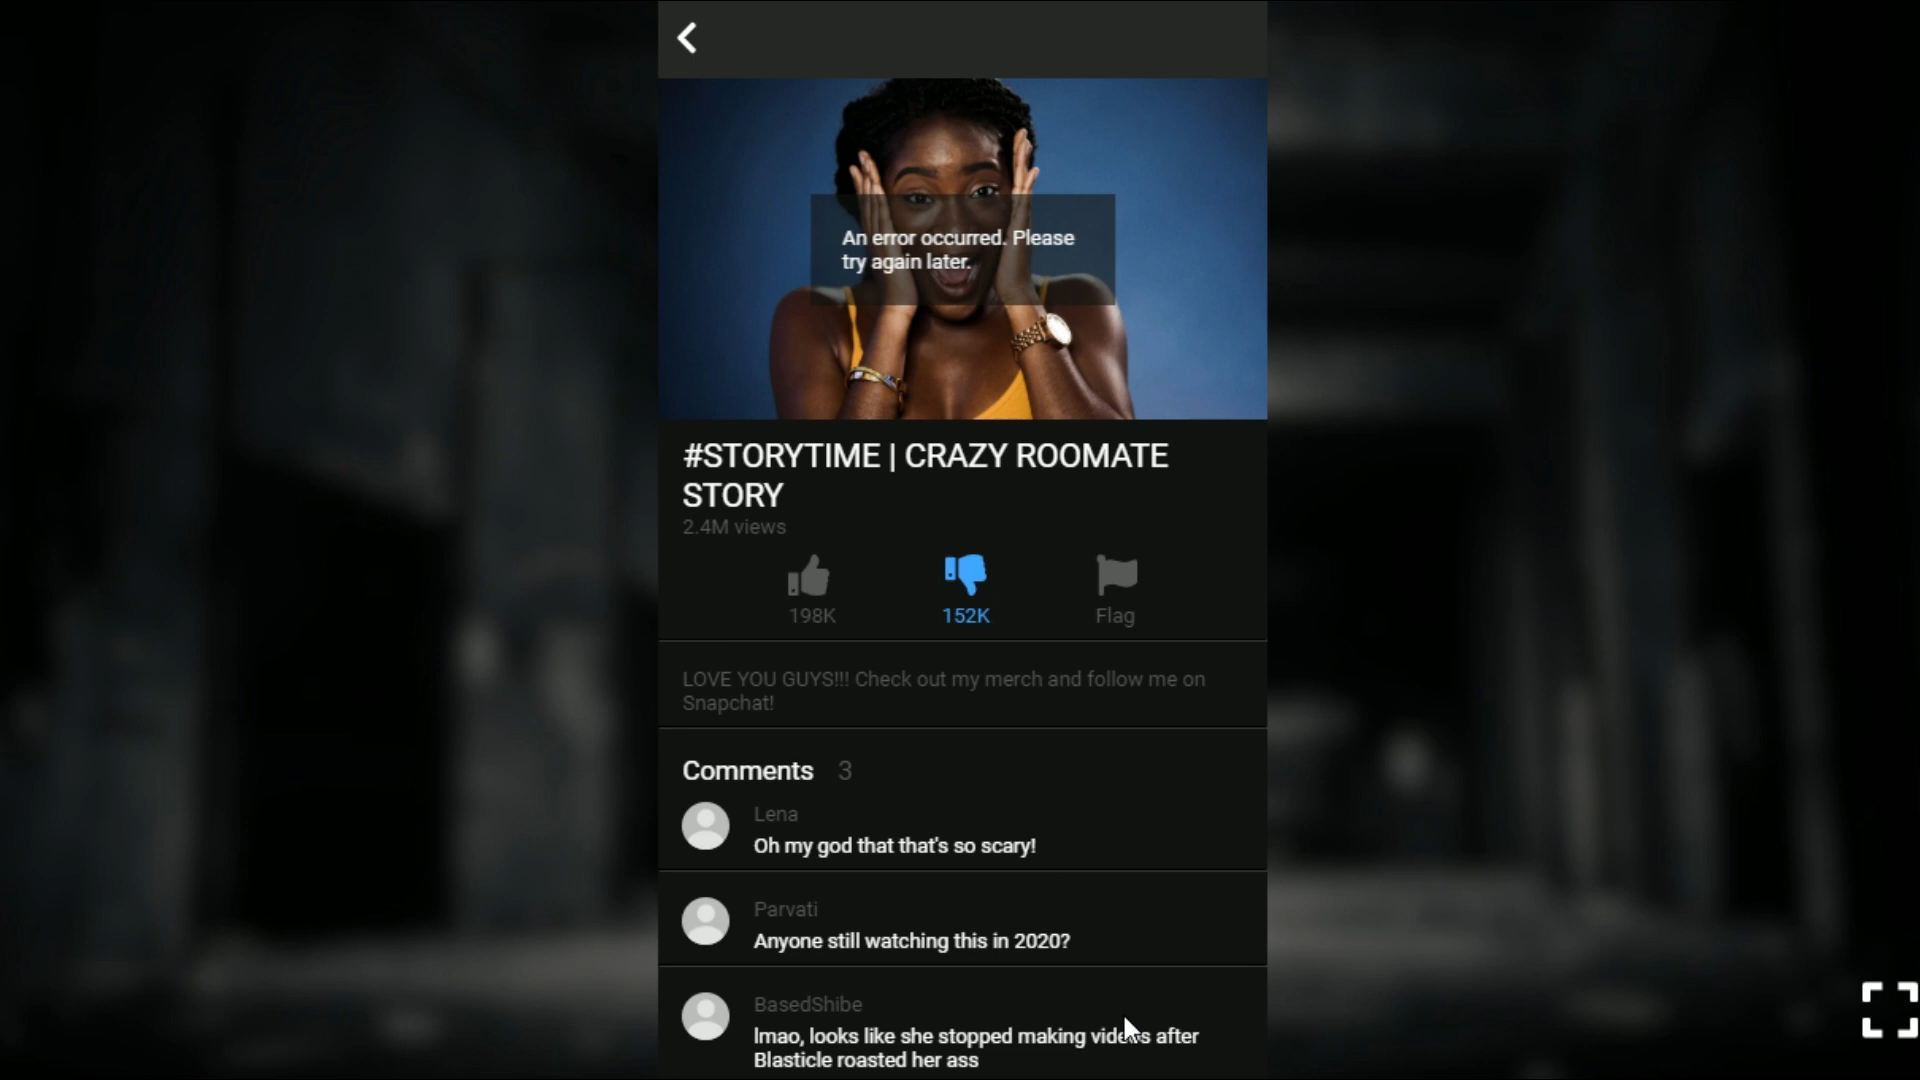 An error occurred. Please
try again later.
#STORYTIME | CRAZY ROOMATE
STORY
2.4M views
198K
152K
Flag
LOVE YOU GUYS!!! Check out my merch and follow me on
Snapchat!
Comments 3
Lena
Oh my god that that's so scary!
Parvati
Anyone still watching this in 2020?
BasedShibe
lmao, looks like she stopped making videos after
Blasticle roasted her ass